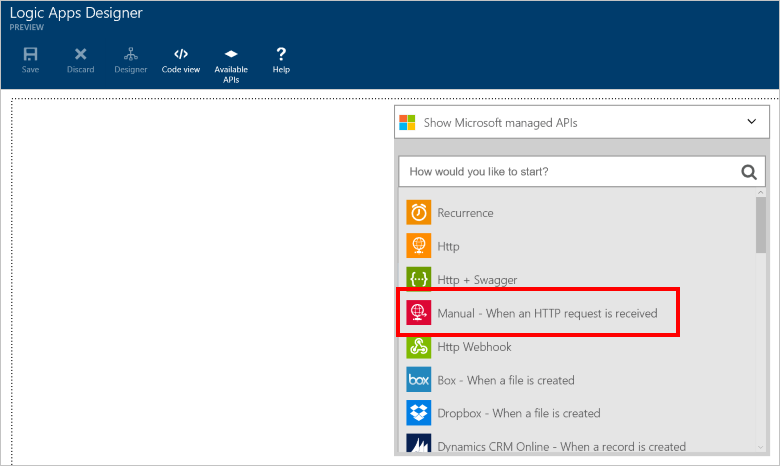 Logic Apps Designer
PREVIEW
Save
Discard
Designer
Code view
Available
APIs
Help
Show Microsoft managed APIs
How would you like to start?
Recurrence
Http
Http + Swagger
Manual - When an HTTP request is received
Http Webhook
box Box - When a file is created
Dropbox - When a file is created
Dynamics CRM Online - When a record is created